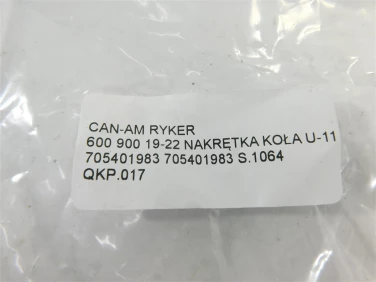 CAN-AM RYKER
600 900 19-22 NAKRĘTKA KOŁA U-11
705401983 705401983 S.1064
QKP.017